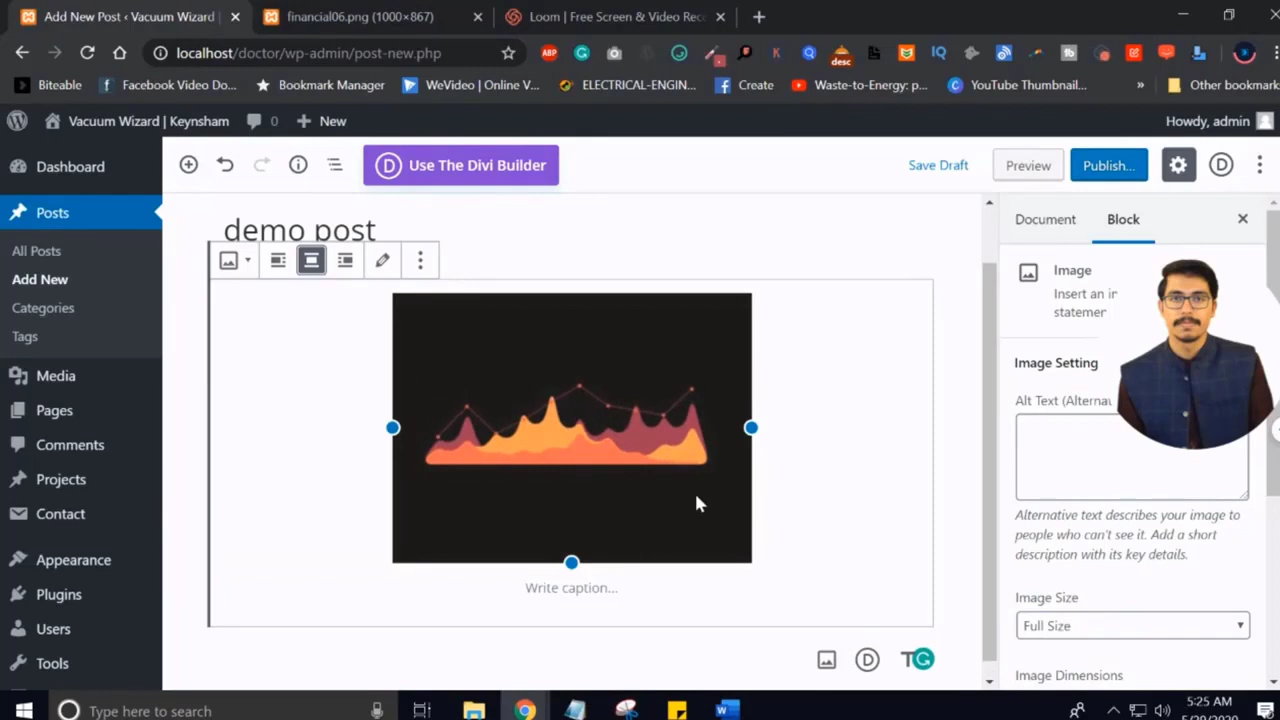 Add New Post ‹ Vacuum Wizard |
financial06.png (1000×867)
Loom | Free Screen & Video Rec
localhost/doctor/wp-admin/post-new.php
ABP
K
Q
desc
IQ
Biteable
Facebook Video Do...
Bookmark Manager
WeVideo | Online V...
ELECTRICAL-ENGIN...
Create
Waste-to-Energy: p...
YouTube Thumbnail...
»
Other bookmark
Vacuum Wizard | Keynsham
0
New
Howdy, admin
Dashboard
Posts
All Posts
Add New
Categories
Tags
Media
Pages
Comments
Projects
Contact
Appearance
Plugins
Users
Tools
D Use The Divi Builder
Save Draft
Preview
Publish...
D
demo post
Write caption...
D
Document
Block
Image
Insert an i
statemer
Image Setting
Alt Text (Alterna
Alternative text describes your image to
people who can't see it. Add a short
description with its key details.
Image Size
Full Size
Image Dimensions
Type here to search
W
5:25 AM